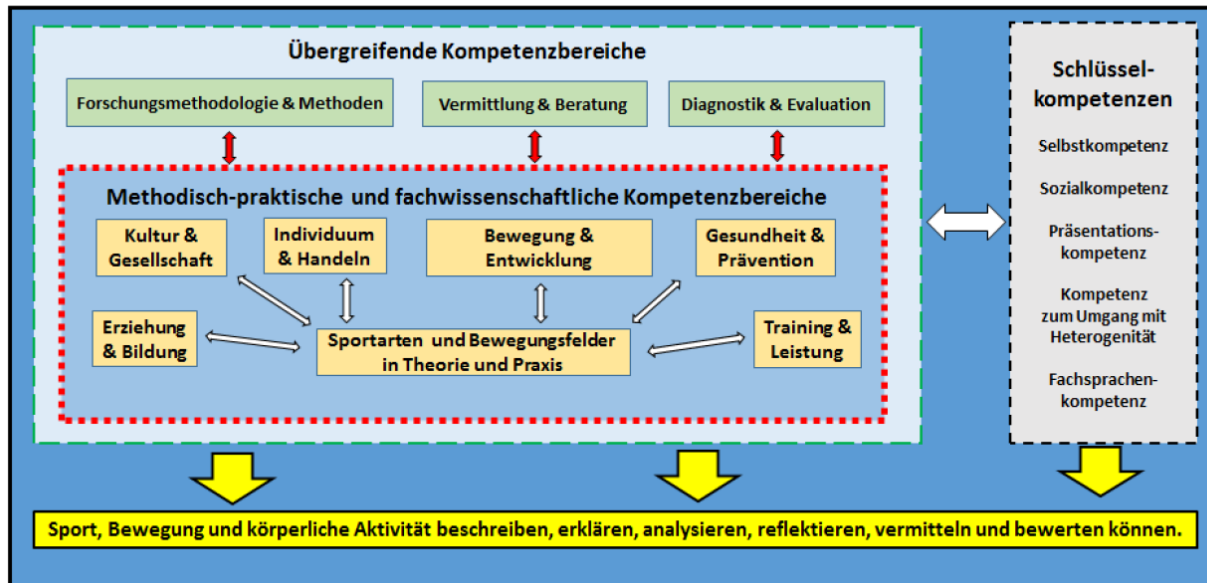 Übergreifende Kompetenzbereiche
Forschungsmethodologie & Methoden
Vermittlung & Beratung
Diagnostik & Evaluation
Methodisch-praktische und fachwissenschaftliche Kompetenzbereiche
Kultur &
Gesellschaft
Individuum
& Handeln
Bewegung &
Entwicklung
Gesundheit &
Prävention
Erziehung
& Bildung
Sportarten und Bewegungsfelder
in Theorie und Praxis
Training &
Leistung
Schlüssel-
kompetenzen
Selbstkompetenz
Sozialkompetenz
Präsentations-
kompetenz
Kompetenz
zum Umgang mit
Heterogenität
Fachsprachen-
kompetenz
Sport, Bewegung und körperliche Aktivität beschreiben, erklären, analysieren, reflektieren, vermitteln und bewerten können.